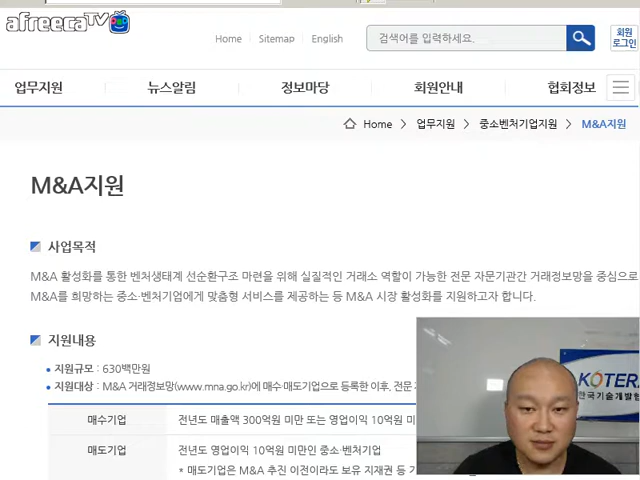 afreecaTV
Home Sitemap English
검색어를 입력하세요.
회원
로그인
업무지원 뉴스알림 정보마당 회원안내 협회정보
Home > 업무지원 > 중소벤처기업지원 > M&A지원
M&A지원
사업목적
M&A 활성화를 통한 벤처생태계 선순환구조 마련을 위해 실질적인 거래소 역할이 가능한 전문 자문기관간 거래정보망을 중심으로
M&A를 희망하는 중소·벤처기업에게 맞춤형 서비스를 제공하는 등 M&A 시장 활성화를 지원하고자 합니다.
지원내용
지원규모 : 630백만원
지원대상 : M&A 거래정보망(www.mna.go.kr)에 매수·매도기업으로 등록한 이후, 전문
매수기업 전년도 매출액 300억원 미만 또는 영업이익 10억원 미
매도기업 전년도 영업이익 10억원 미만인 중소·벤처기업
* 매도기업은 M&A 추진 이전이라도 보유 지재권 등
KOTER
한국기술개발협